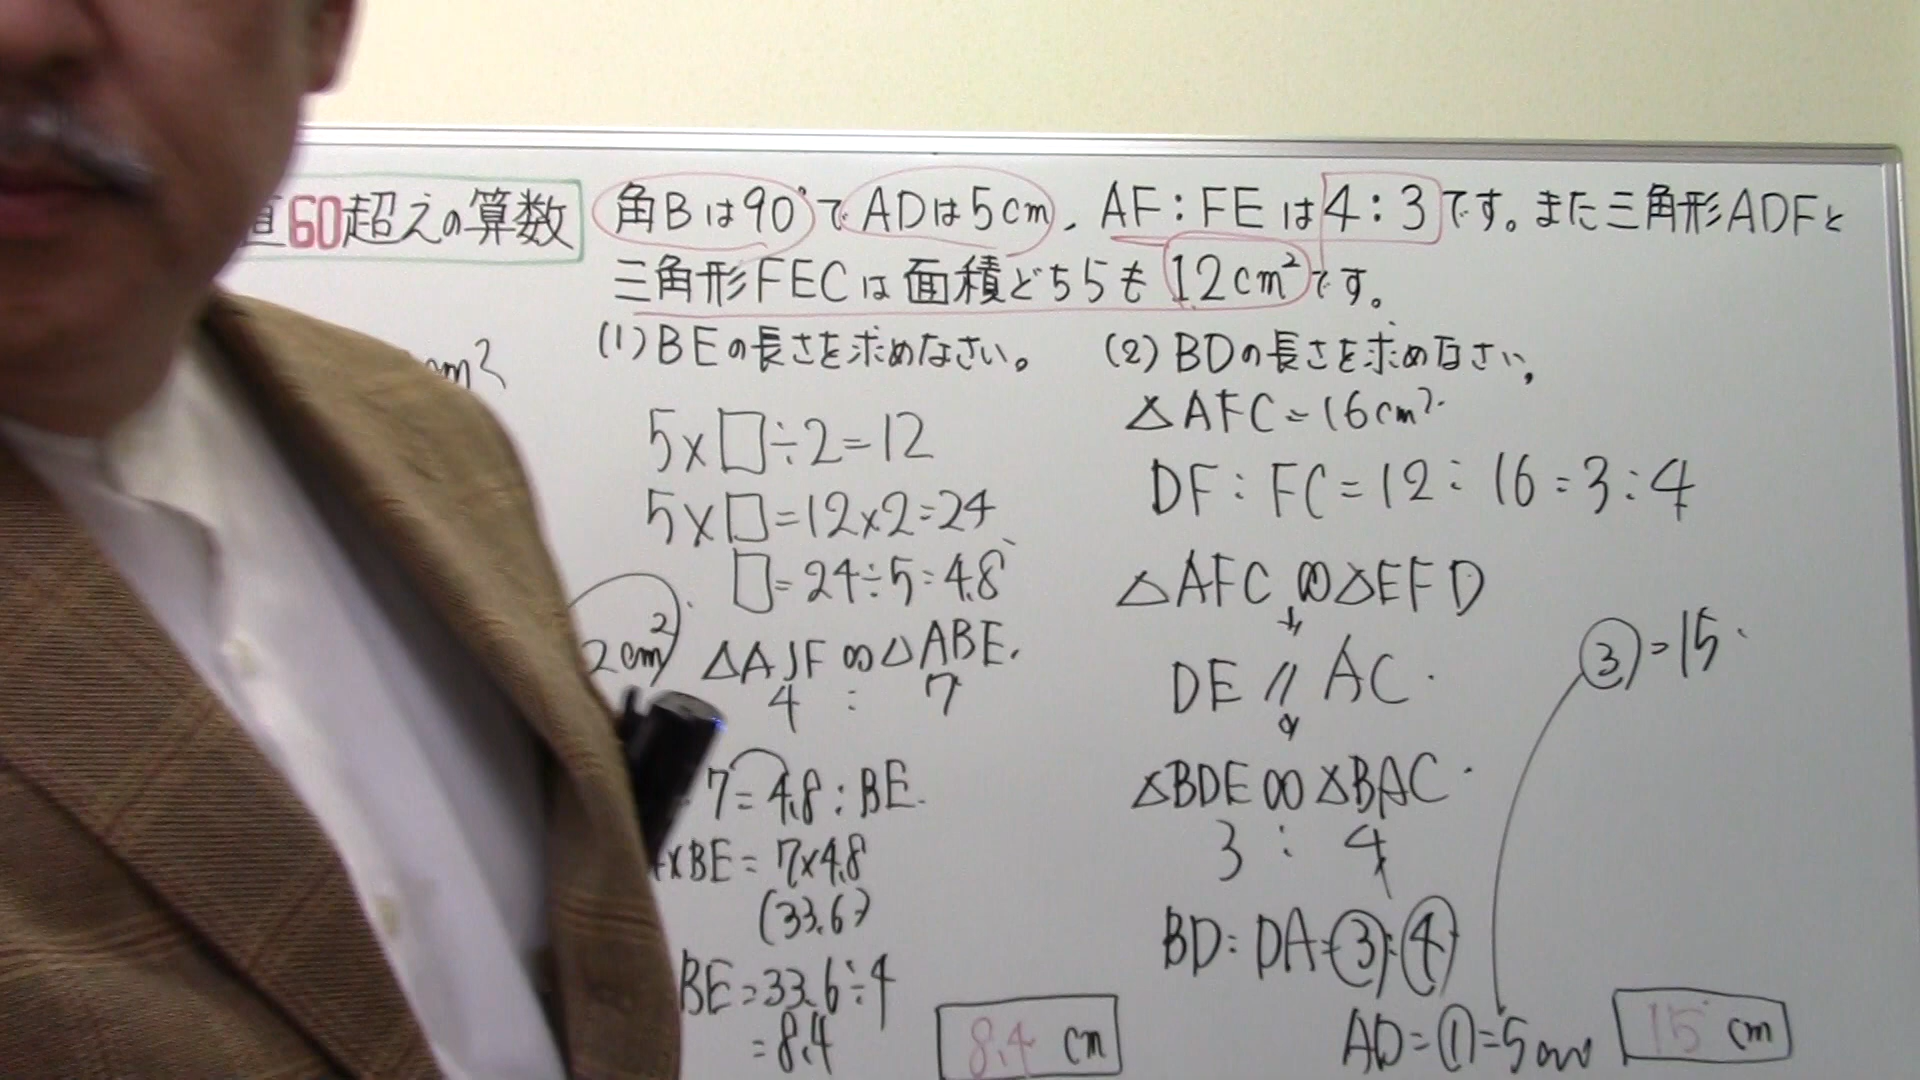 直60超えの算数
角Bは90°でADは5cm、AF:FEは4:3です。また三角形ADFと
三角形FECは面積どちらも12cm²です。
cm²
(1)BEの長さを求めなさい。
5×□÷2=12
5×□=12×2=24
□=24÷5=4.8
2cm²
△AJF∽△ABE.
4 : 7
7=4.8:BE.
×BE=7×4.8
(33.6)
BE=33.6÷4
=8.4
8.4 cm
(2)BDの長さを求めなさい。
△AFC=16cm²
DF:FC=12:16=3:4
△AFC∽△EFD
DE//AC
△BDE∽△BAC
3 : 4
BD:DA=③:④
AD=①=5cm
③=15
15 cm